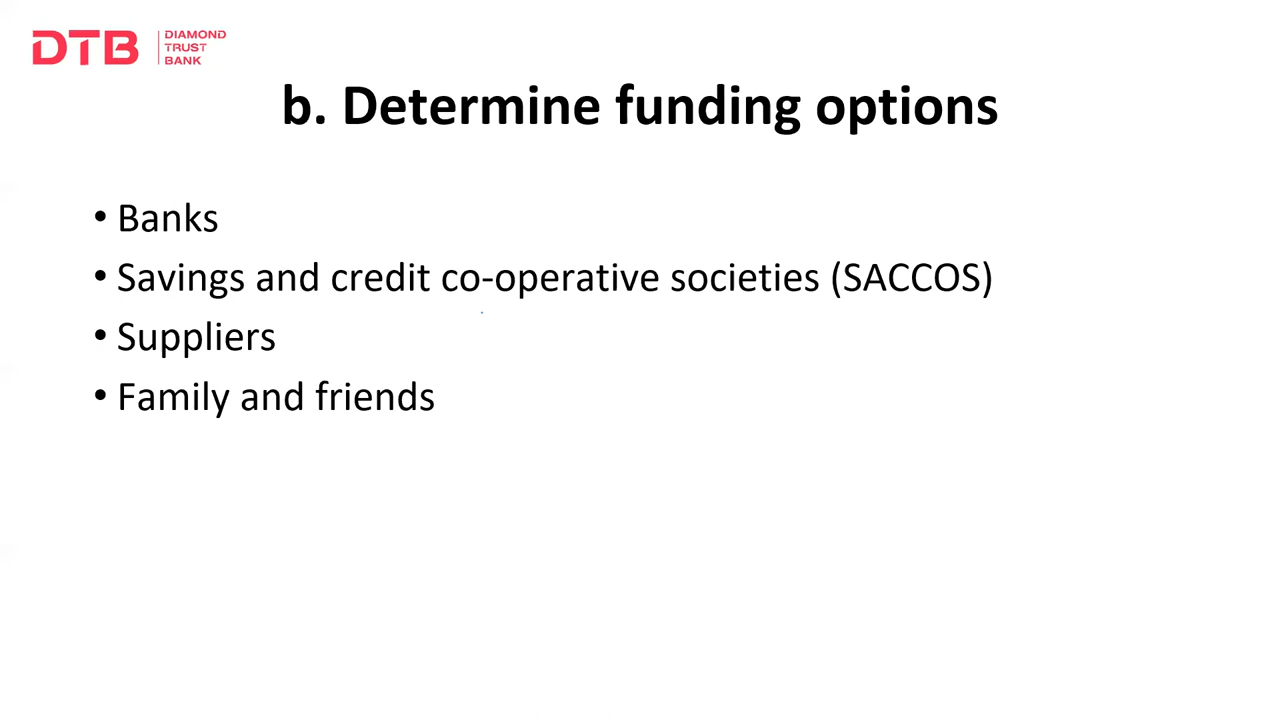 DTB
DIAMOND
TRUST
BANK
b. Determine funding options
• Banks
• Savings and credit co-operative societies (SACCOS)
• Suppliers
• Family and friends